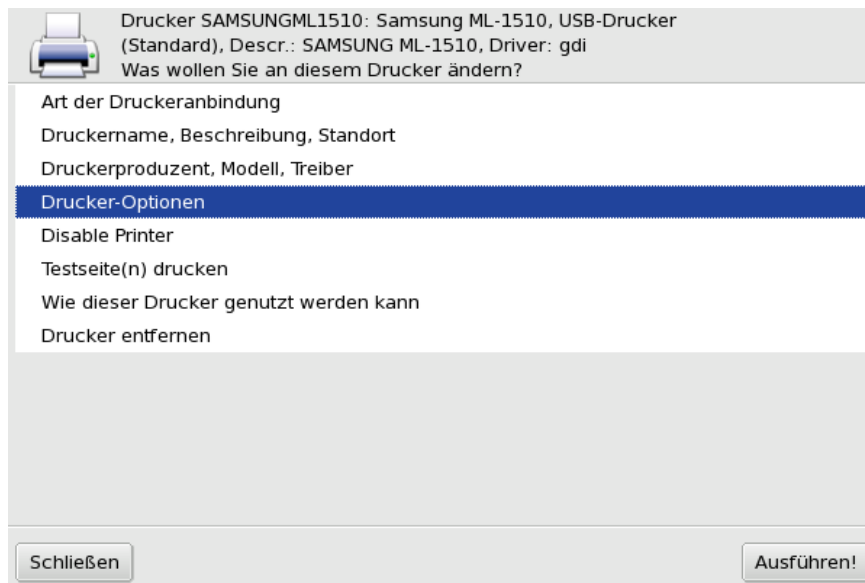 Drucker SAMSUNGML1510: Samsung ML-1510, USB-Drucker
(Standard), Descr.: SAMSUNG ML-1510, Driver: gdi
Was wollen Sie an diesem Drucker ändern?
Art der Druckeranbindung
Druckername, Beschreibung, Standort
Druckerproduzent, Modell, Treiber
Drucker-Optionen
Disable Printer
Testseite(n) drucken
Wie dieser Drucker genutzt werden kann
Drucker entfernen
Schließen
Ausführen!